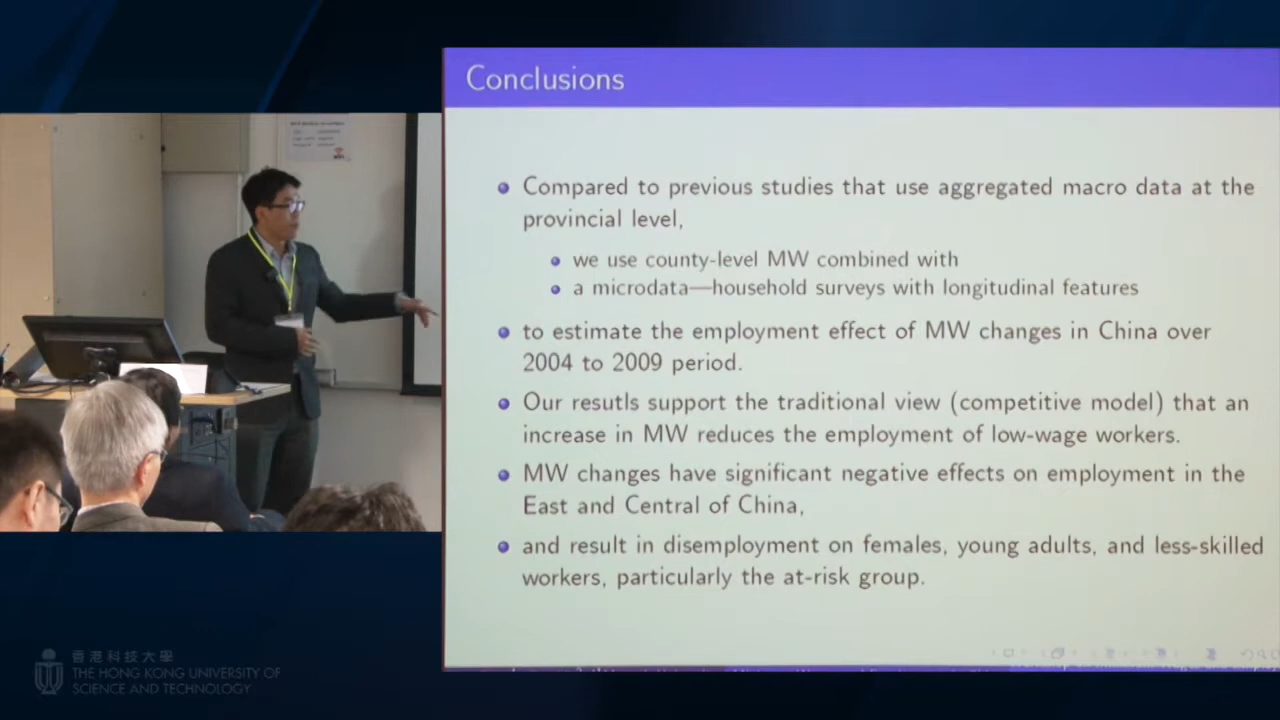 Conclusions
Compared to previous studies that use aggregated macro data at the
provincial level,
we use county-level MW combined with
a microdata—household surveys with longitudinal features
to estimate the employment effect of MW changes in China over
2004 to 2009 period.
Our resutls support the traditional view (competitive model) that an
increase in MW reduces the employment of low-wage workers.
MW changes have significant negative effects on employment in the
East and Central of China,
and result in disemployment on females, young adults, and less-skilled
workers, particularly the at-risk group.
香港科技大學
THE HONG KONG UNIVERSITY OF
SCIENCE AND TECHNOLOGY